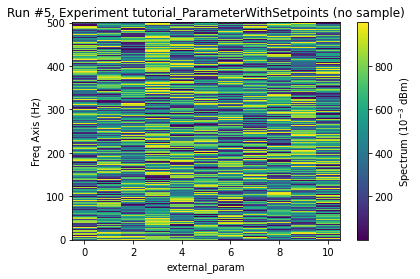 Run #5, Experiment tutorial_ParameterWithSetpoints (no sample)
500
400
300
200
100
0
Freq Axis (Hz)
0 2 4 6 8 10
external_param
800
600
400
200
Spectrum (10⁻³ dBm)